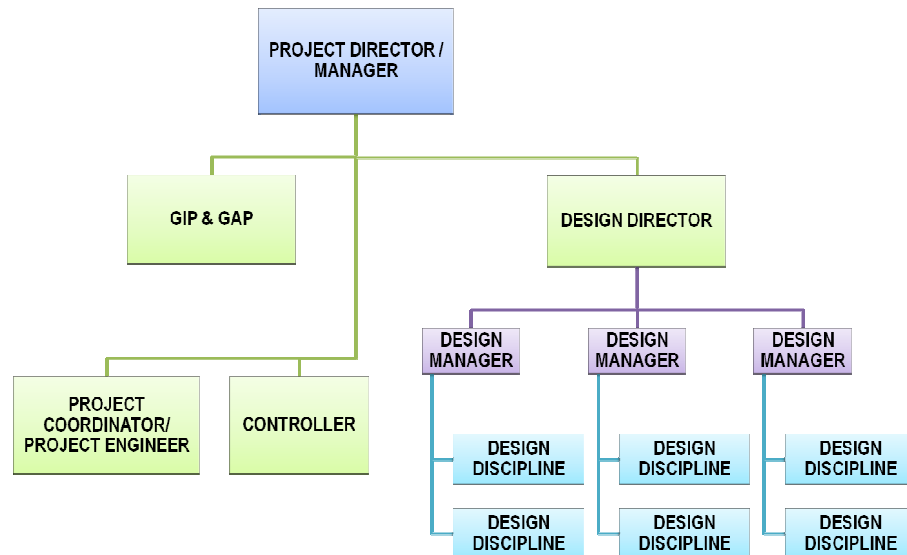 PROJECT DIRECTOR /
MANAGER
GIP & GAP
DESIGN DIRECTOR
DESIGN
MANAGER
DESIGN
MANAGER
DESIGN
MANAGER
PROJECT
COORDINATOR/
PROJECT ENGINEER
CONTROLLER
DESIGN
DISCIPLINE
DESIGN
DISCIPLINE
DESIGN
DISCIPLINE
DESIGN
DISCIPLINE
DESIGN
DISCIPLINE
DESIGN
DISCIPLINE